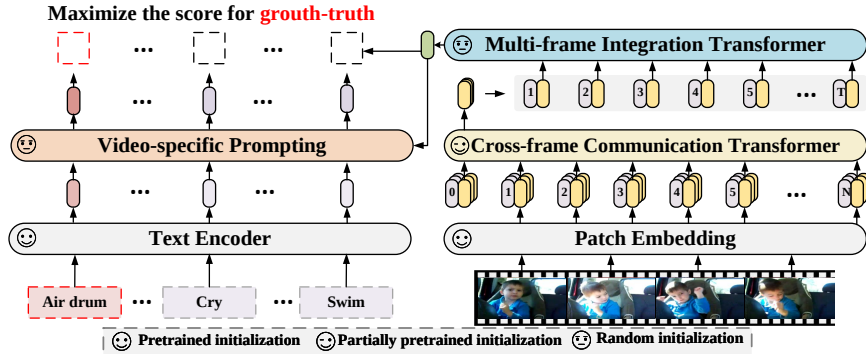 Maximize the score for grouth-truth
... ...
Multi-frame Integration Transformer
1 2 3 4 5 ... T
... ...
Video-specific Prompting
Cross-frame Communication Transformer
... ...
0 1 2 3 4 5 ... N
Text Encoder
Patch Embedding
Air drum ... Cry ... Swim
Pretrained initialization Partially pretrained initialization Random initialization